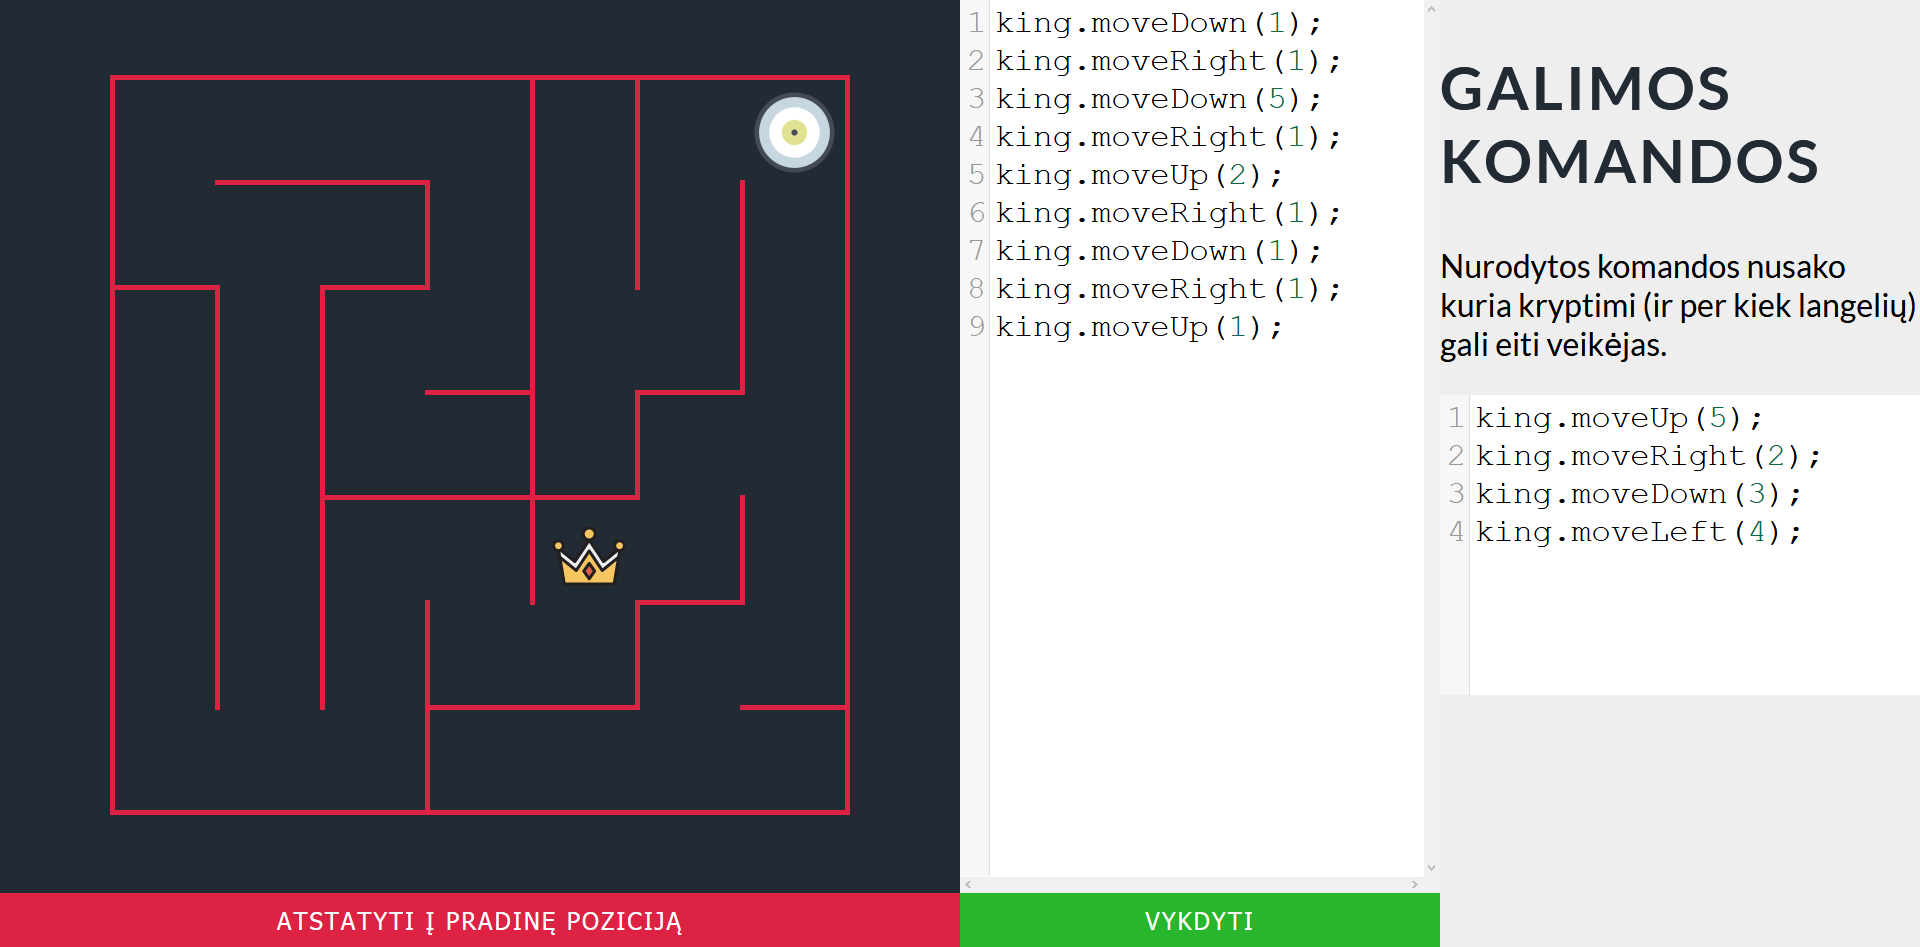 1 king.moveDown(1);
2 king.moveRight(1);
3 king.moveDown(5);
4 king.moveRight(1);
5 king.moveUp(2);
6 king.moveRight(1);
7 king.moveDown(1);
8 king.moveRight(1);
9 king.moveUp(1);
GALIMOS
KOMANDOS
Nurodytos komandos nusako
kuria kryptimi (ir per kiek langelių)
gali eiti veikėjas.
1 king.moveUp(5);
2 king.moveRight(2);
3 king.moveDown(3);
4 king.moveLeft(4);
ATSTATYTI Į PRADINĘ POZICIJĄ
VYKDYTI